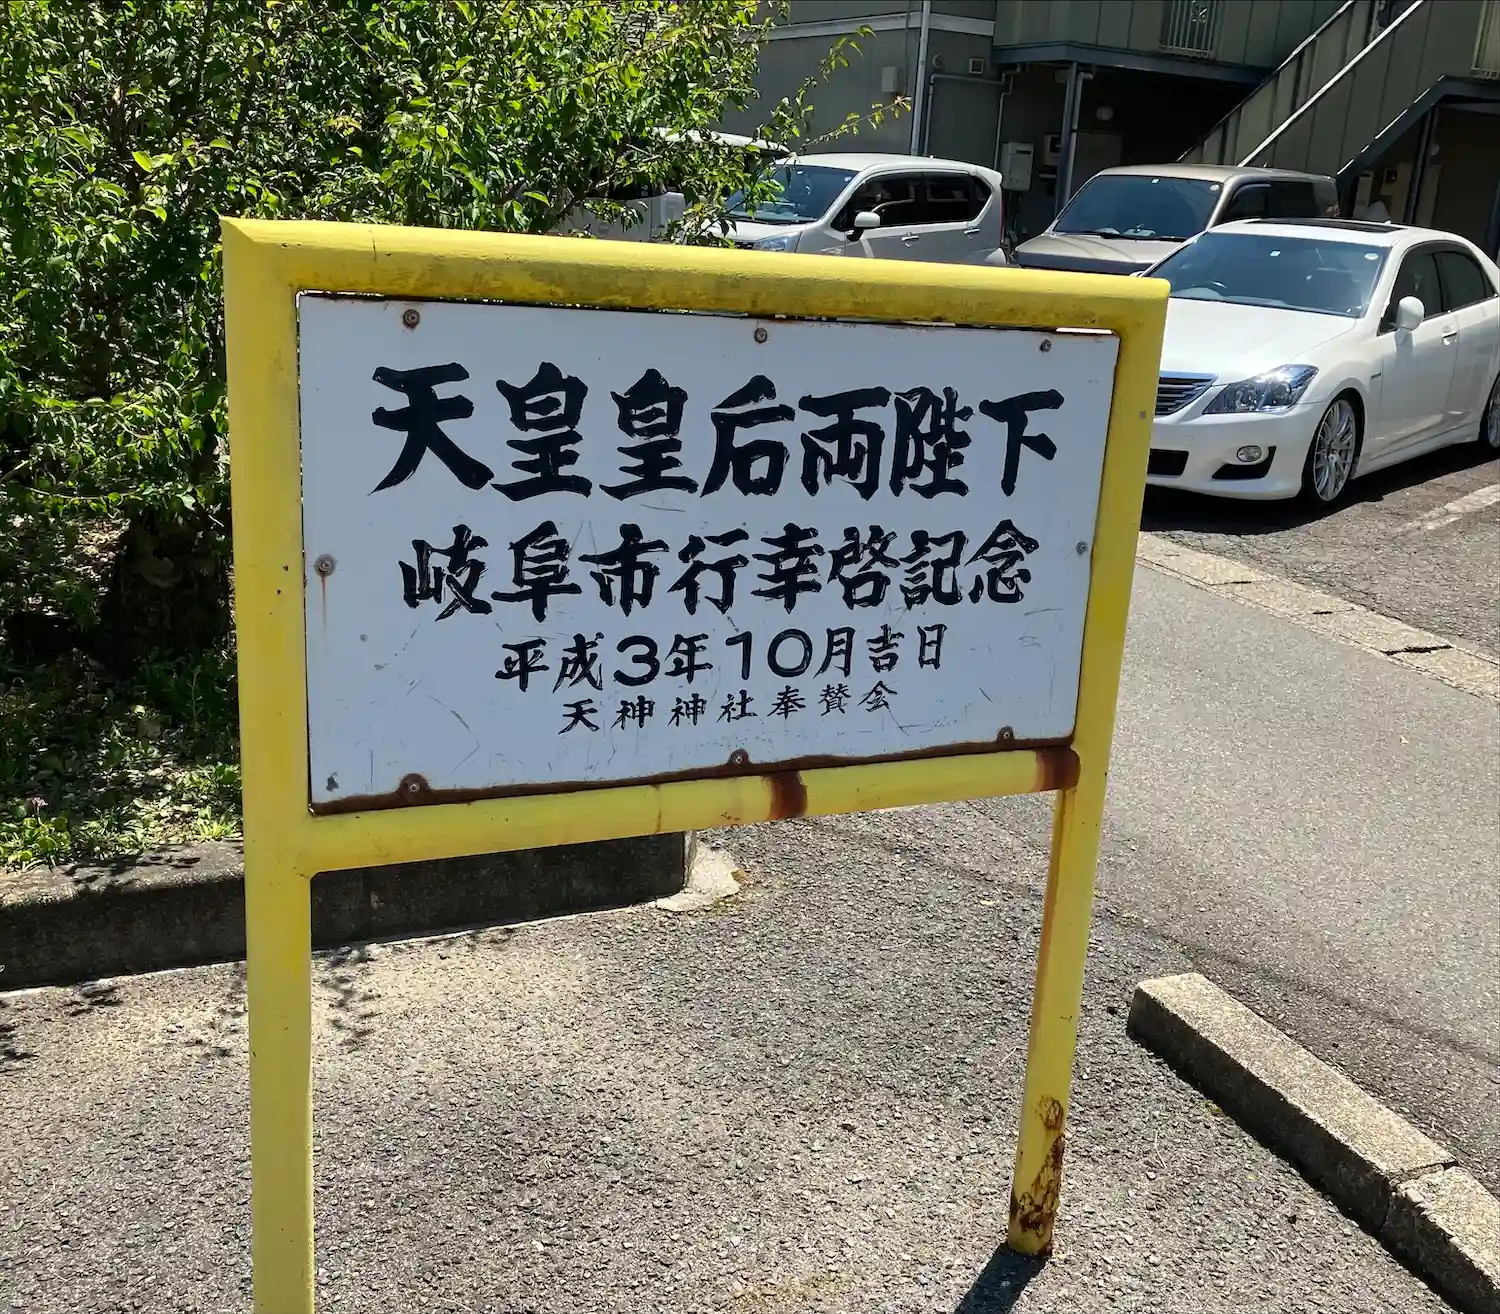 天皇皇后両陛下
岐阜市行幸啓記念
平成3年10月吉日
天神神社奉賛会